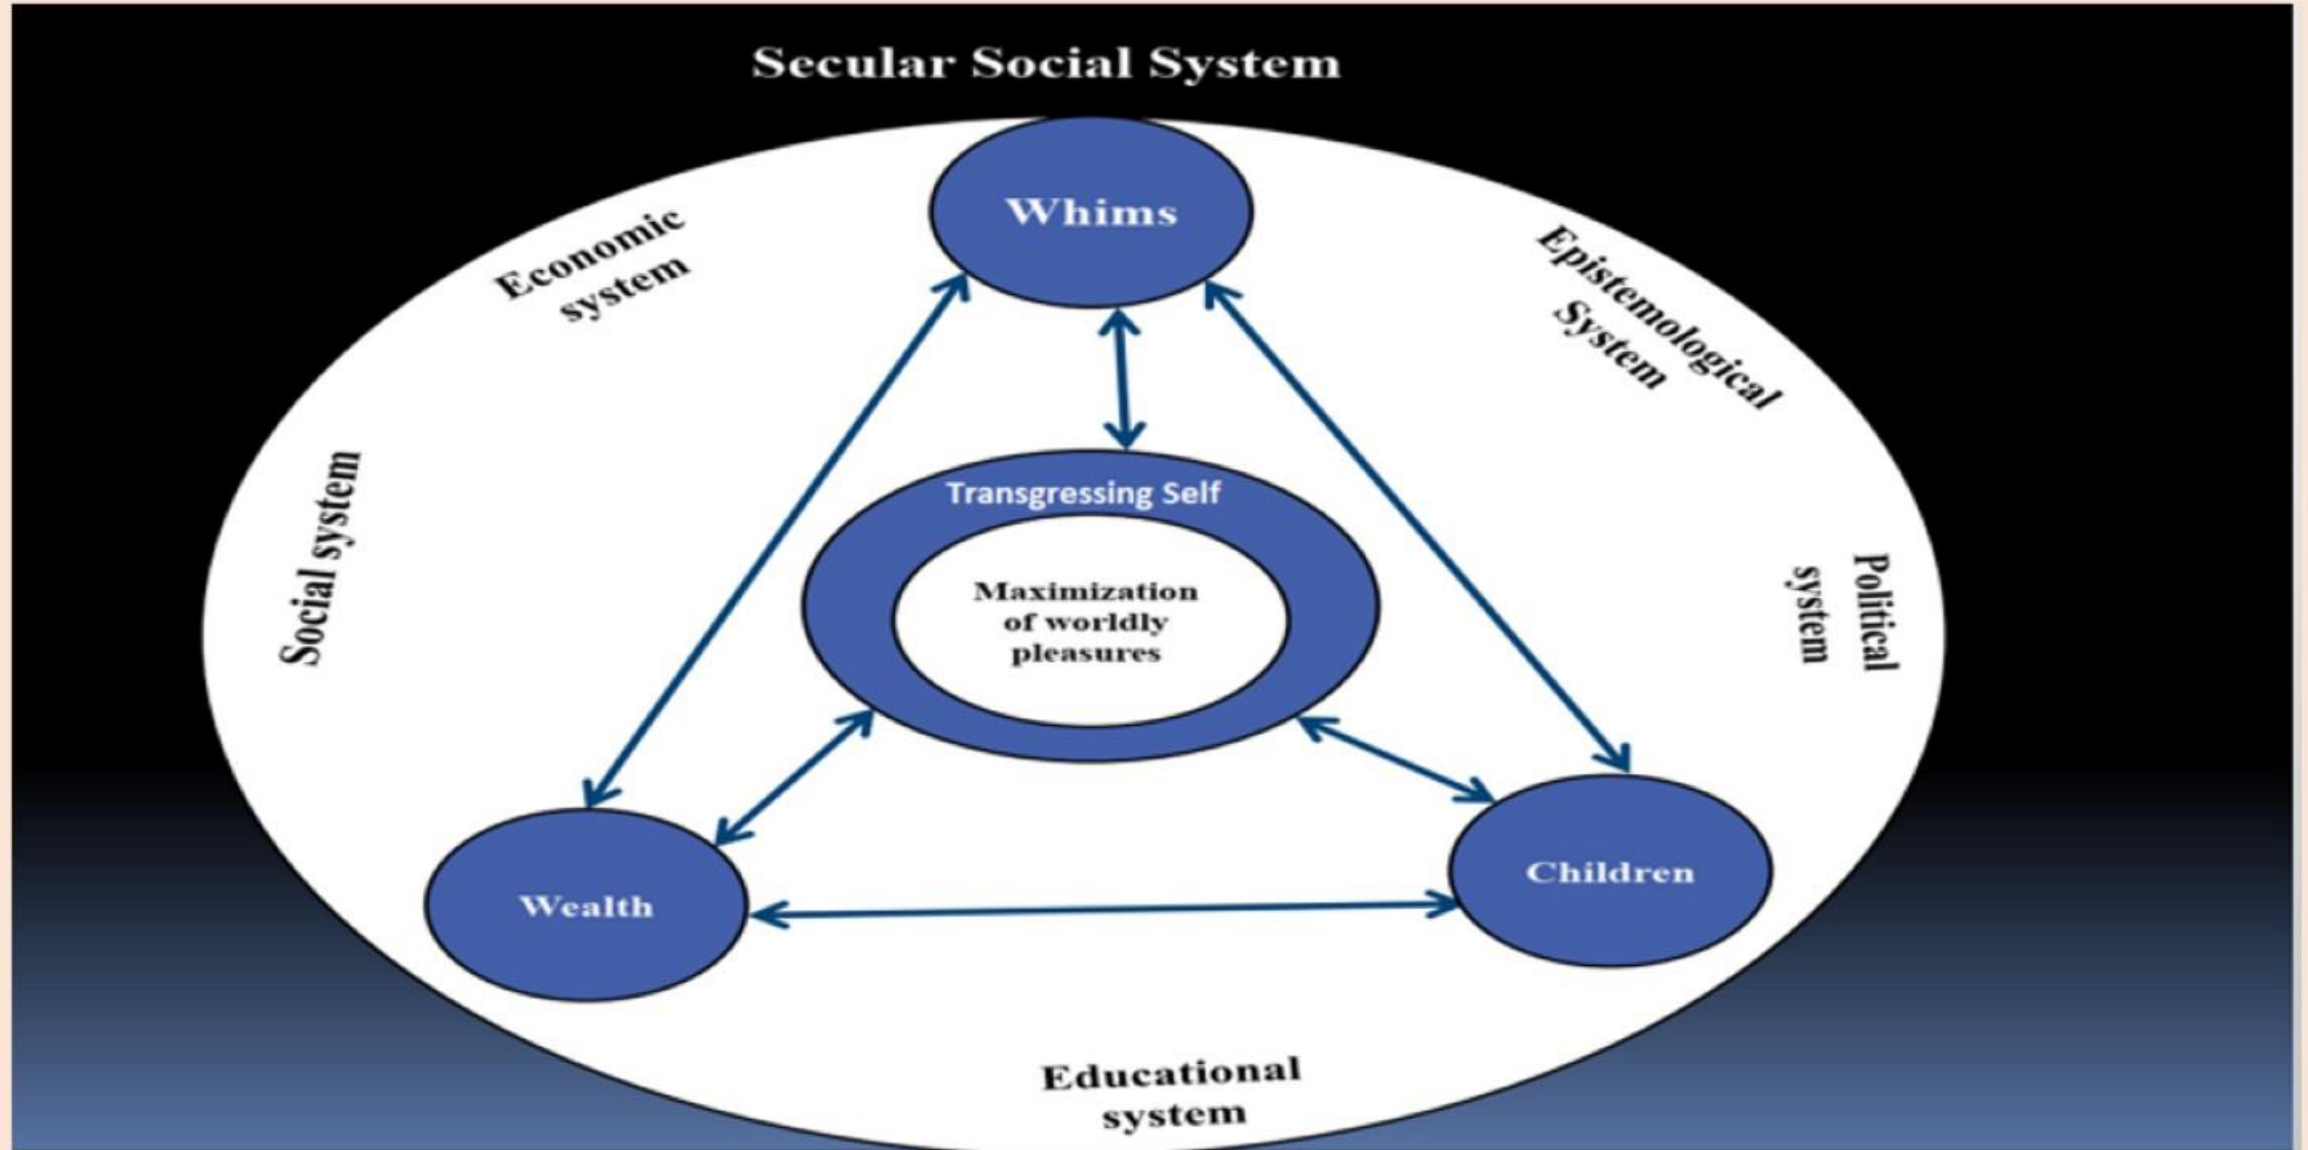 Secular Social System
Whims
Economic
system
Epistemological
System
Social system
Transgressing Self
Maximization
of worldly
pleasures
Political
system
Wealth
Children
Educational
system